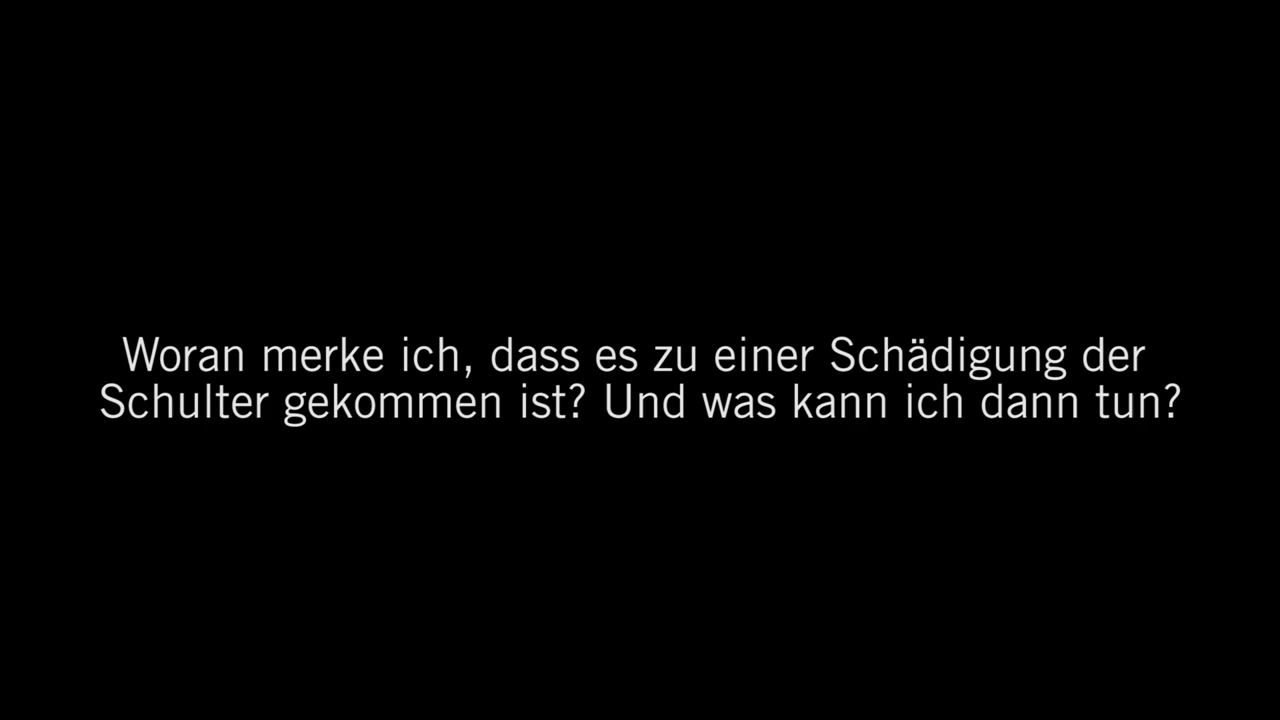 Woran merke ich, dass es zu einer Schädigung der
Schulter gekommen ist? Und was kann ich dann tun?